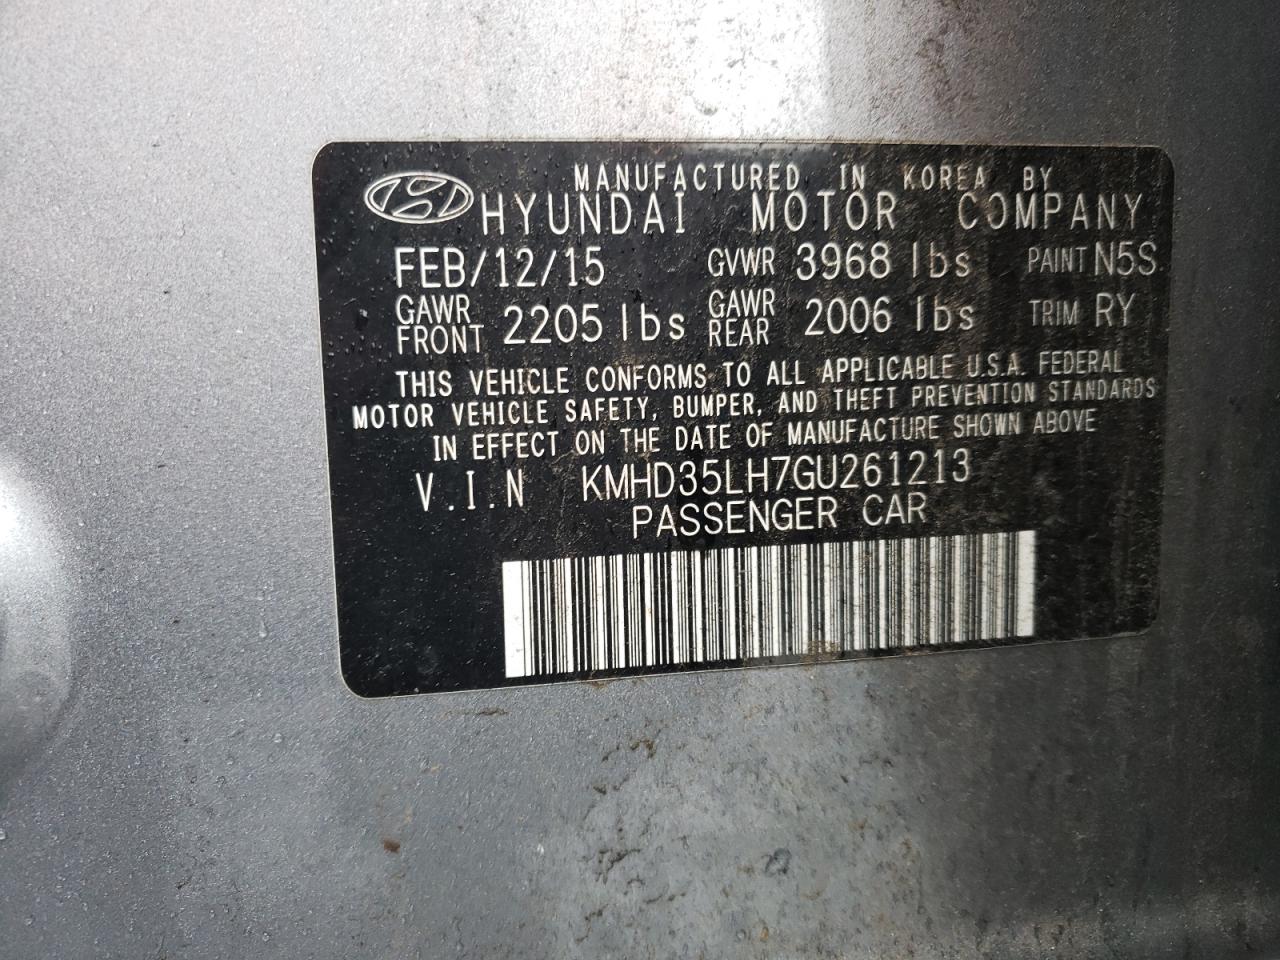 MANUFACTURED IN KOREA BY
HYUNDAI MOTOR COMPANY
FEB/12/15 GVWR 3968 lbs PAINT N5S
GAWR FRONT 2205 lbs GAWR REAR 2006 lbs TRIM RY
THIS VEHICLE CONFORMS TO ALL APPLICABLE U.S.A. FEDERAL
MOTOR VEHICLE SAFETY, BUMPER, AND THEFT PREVENTION STANDARDS
IN EFFECT ON THE DATE OF MANUFACTURE SHOWN ABOVE
V.I.N KMHD35LH7GU261213
PASSENGER CAR